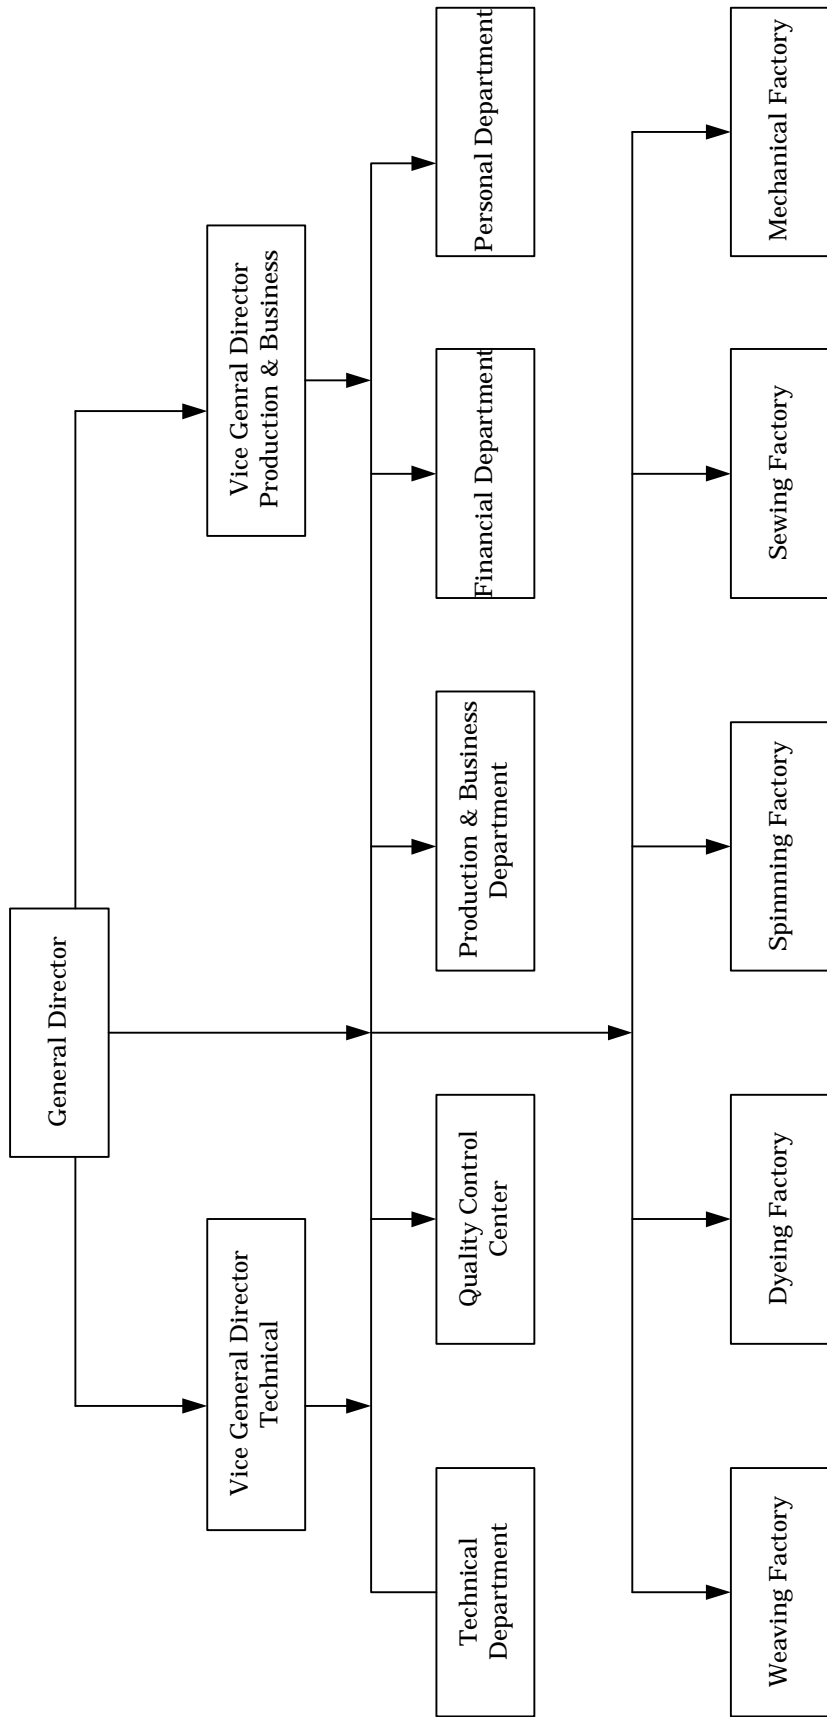 General Director
Vice General Director
Technical
Vice Genral Director
Production & Business
Technical
Department
Quality Control
Center
Production & Business
Department
Financial Department
Personal Department
Weaving Factory
Dyeing Factory
Spinnning Factory
Sewing Factory
Mechanical Factory